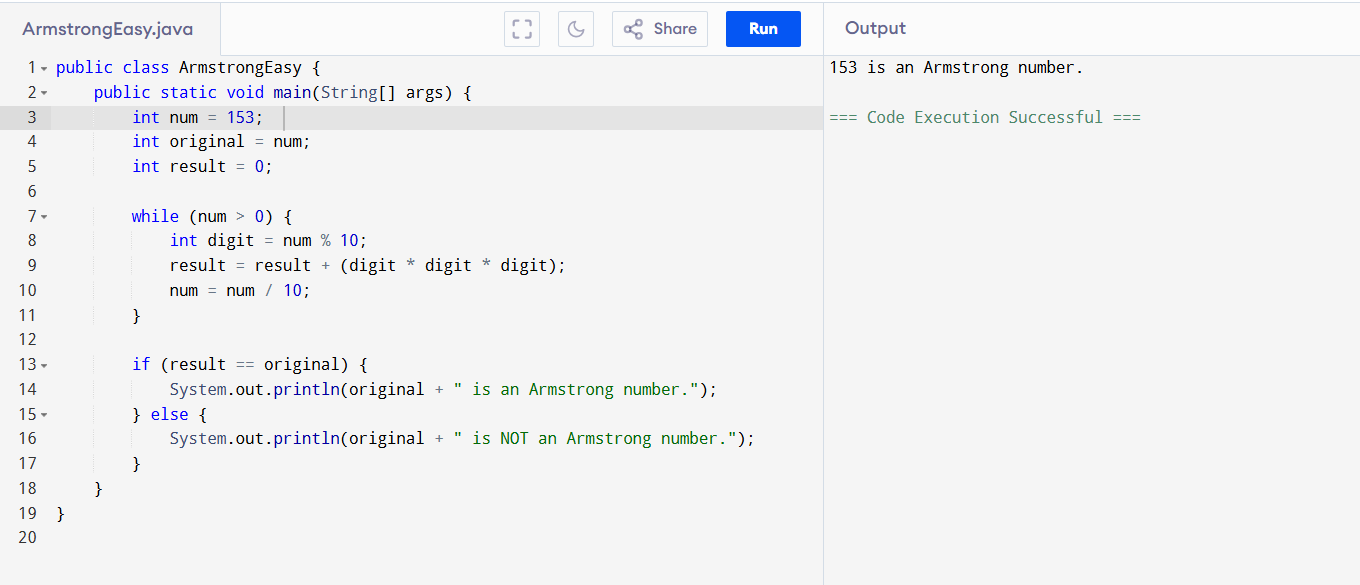 ArmstrongEasy.java
Share
Run
Output
1 public class ArmstrongEasy {
2     public static void main(String[] args) {
3         int num = 153;
4         int original = num;
5         int result = 0;
6
7         while (num > 0) {
8             int digit = num % 10;
9             result = result + (digit * digit * digit);
10             num = num / 10;
11         }
12
13         if (result == original) {
14             System.out.println(original + " is an Armstrong number.");
15         } else {
16             System.out.println(original + " is NOT an Armstrong number.");
17         }
18     }
19 }
20
153 is an Armstrong number.
=== Code Execution Successful ===